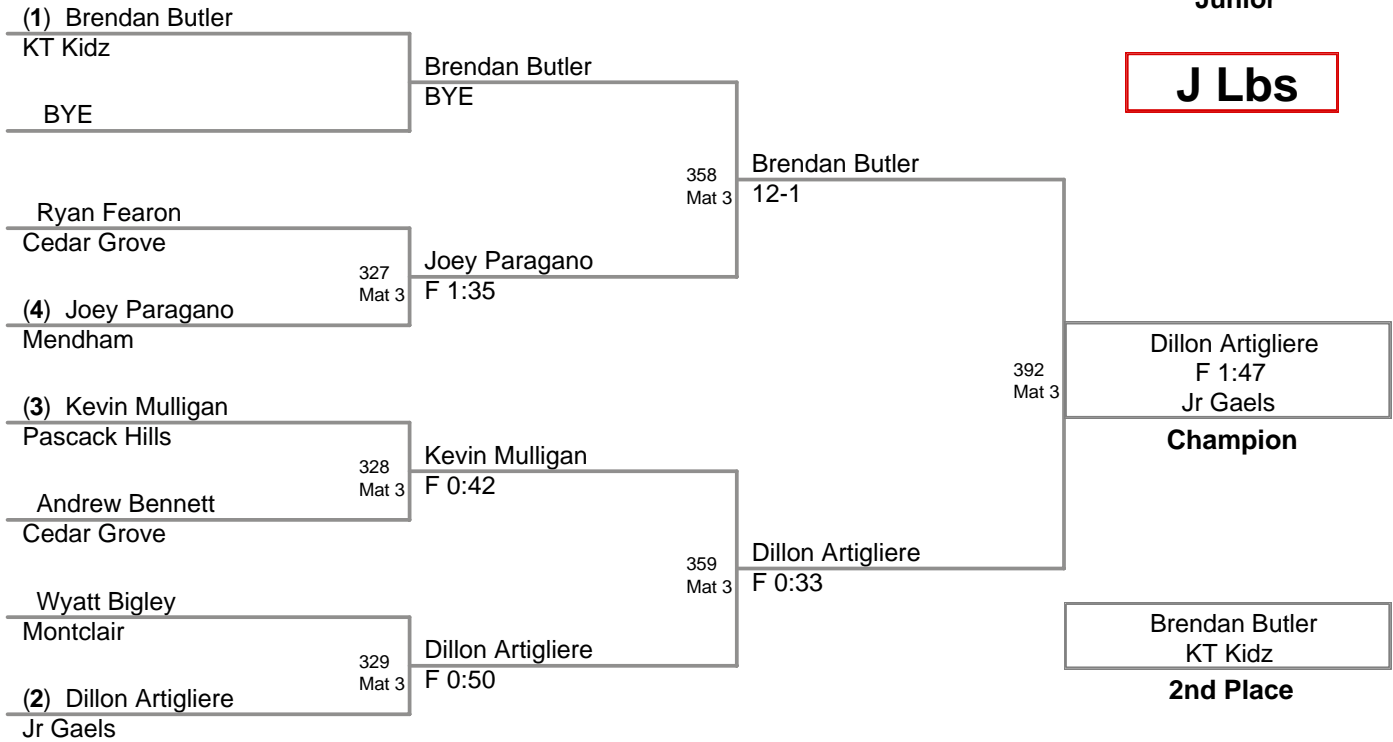 Junior
J Lbs
(1) Brendan Butler
KT Kidz
BYE
Ryan Fearon
Cedar Grove
(4) Joey Paragano
Mendham
(3) Kevin Mulligan
Pascack Hills
Andrew Bennett
Cedar Grove
Wyatt Bigley
Montclair
(2) Dillon Artigliere
Jr Gaels
327
Mat 3
328
Mat 3
329
Mat 3
Brendan Butler
BYE
Joey Paragano
F 1:35
Kevin Mulligan
F 0:42
Dillon Artigliere
F 0:50
358
Mat 3
359
Mat 3
Brendan Butler
12-1
Dillon Artigliere
F 0:33
392
Mat 3
Dillon Artigliere
F 1:47
Jr Gaels
Champion
Brendan Butler
KT Kidz
2nd Place